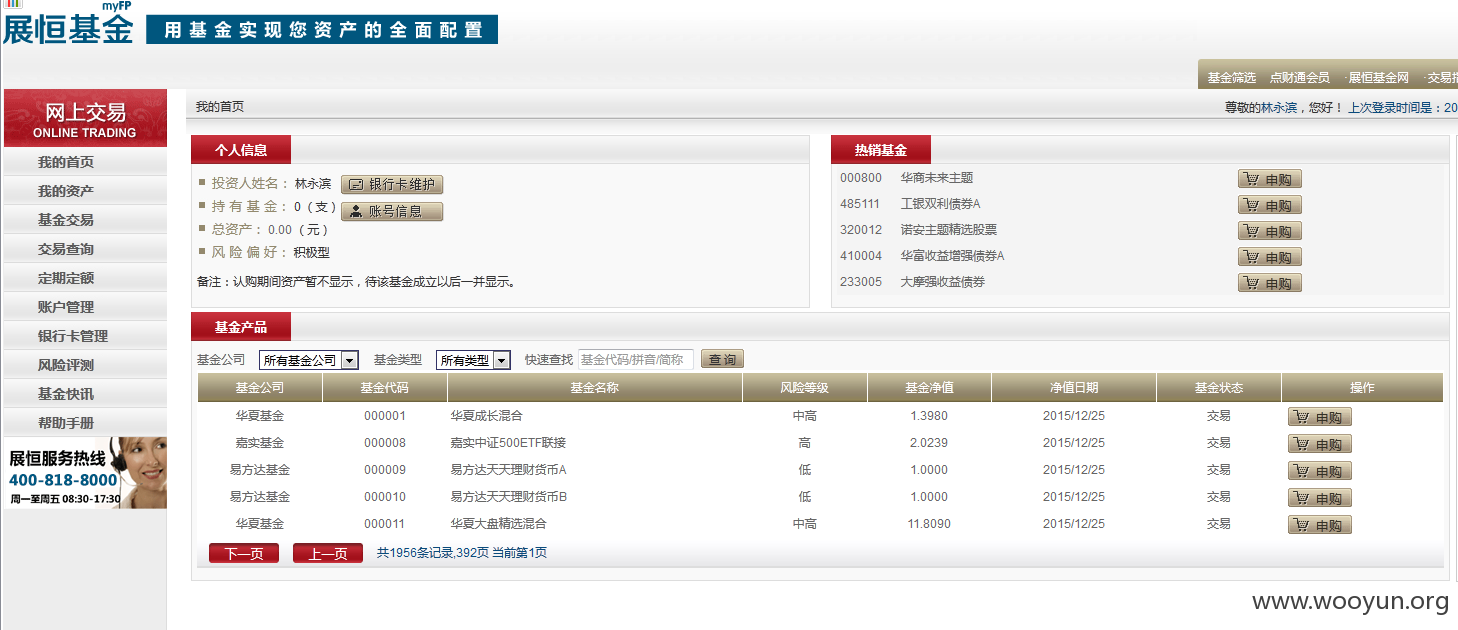 myFP
展恒基金 用基金实现您资产的全面配置
基金筛选 点财通会员 ·展恒基金网 ·交易指
网上交易
ONLINE TRADING
我的首页
我的资产
基金交易
交易查询
定期定额
账户管理
银行卡管理
风险评测
基金快讯
帮助手册
展恒服务热线
400-818-8000
周一至周五 08:30-17:30
我的首页
尊敬的林永滨，您好！ 上次登录时间是：20
个人信息
投资人姓名： 林永滨 银行卡维护
持有基金： 0（支） 账号信息
总资产： 0.00（元）
风险偏好： 积极型
备注：认购期间资产暂不显示，待该基金成立以后一并显示。
热销基金
000800 华商未来主题 申购
485111 工银双利债券A 申购
320012 诺安主题精选股票 申购
410004 华富收益增强债券A 申购
233005 大摩强收益债券 申购
基金产品
基金公司 所有基金公司 基金类型 所有类型 快速查找 基金代码/拼音/简称 查询
基金公司 基金代码 基金名称 风险等级 基金净值 净值日期 基金状态 操作
华夏基金 000001 华夏成长混合 中高 1.3980 2015/12/25 交易 申购
嘉实基金 000008 嘉实中证500ETF联接 高 2.0239 2015/12/25 交易 申购
易方达基金 000009 易方达天天理财货币A 低 1.0000 2015/12/25 交易 申购
易方达基金 000010 易方达天天理财货币B 低 1.0000 2015/12/25 交易 申购
华夏基金 000011 华夏大盘精选混合 中高 11.8090 2015/12/25 交易 申购
下一页 上一页 共1956条记录,392页 当前第1页
www.wooyun.org